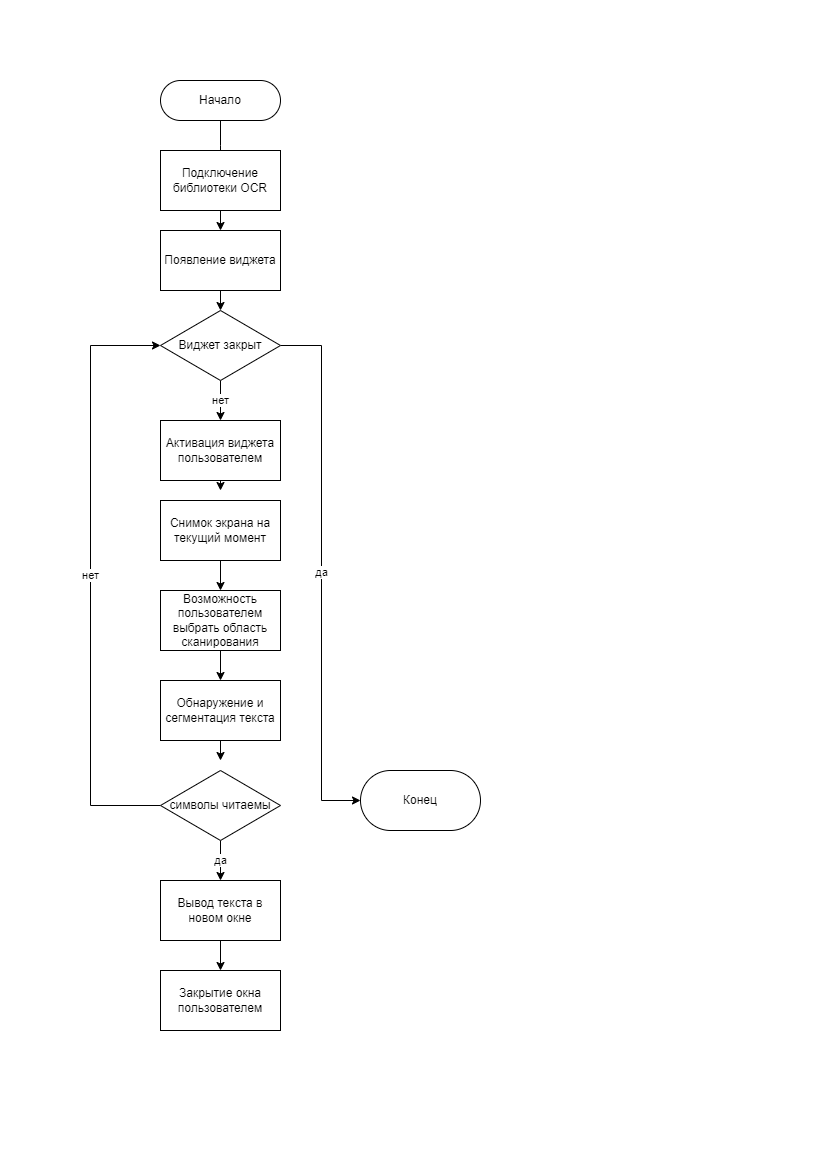 Начало
Подключение
библиотеки OCR
Появление виджета
Виджет закрыт
нет
Активация виджета
пользователем
Снимок экрана на
текущий момент
нет
да
Возможность
пользователем
выбрать область
сканирования
Обнаружение и
сегментация текста
символы читаемы
Конец
да
Вывод текста в
новом окне
Закрытие окна
пользователем